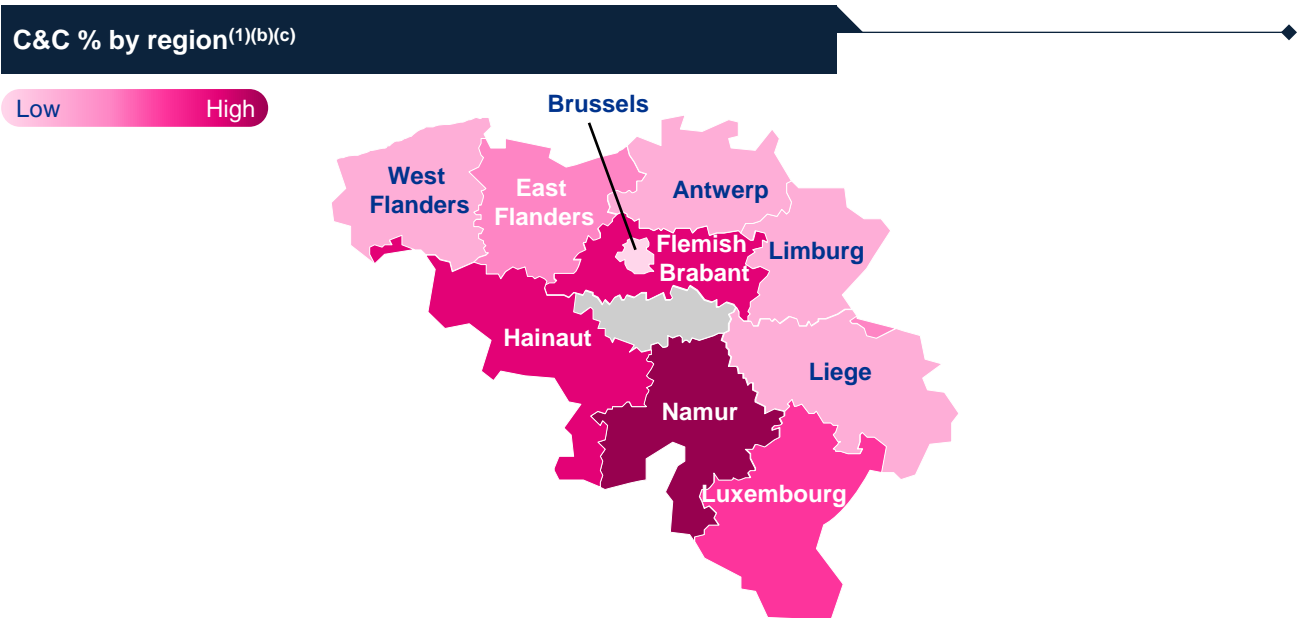 C&C % by region(1)(b)(c)
Low
High
Brussels
West
Flanders
East
Flanders
Antwerp
Flemish
Brabant
Limburg
Hainaut
Liege
Namur
Luxembourg